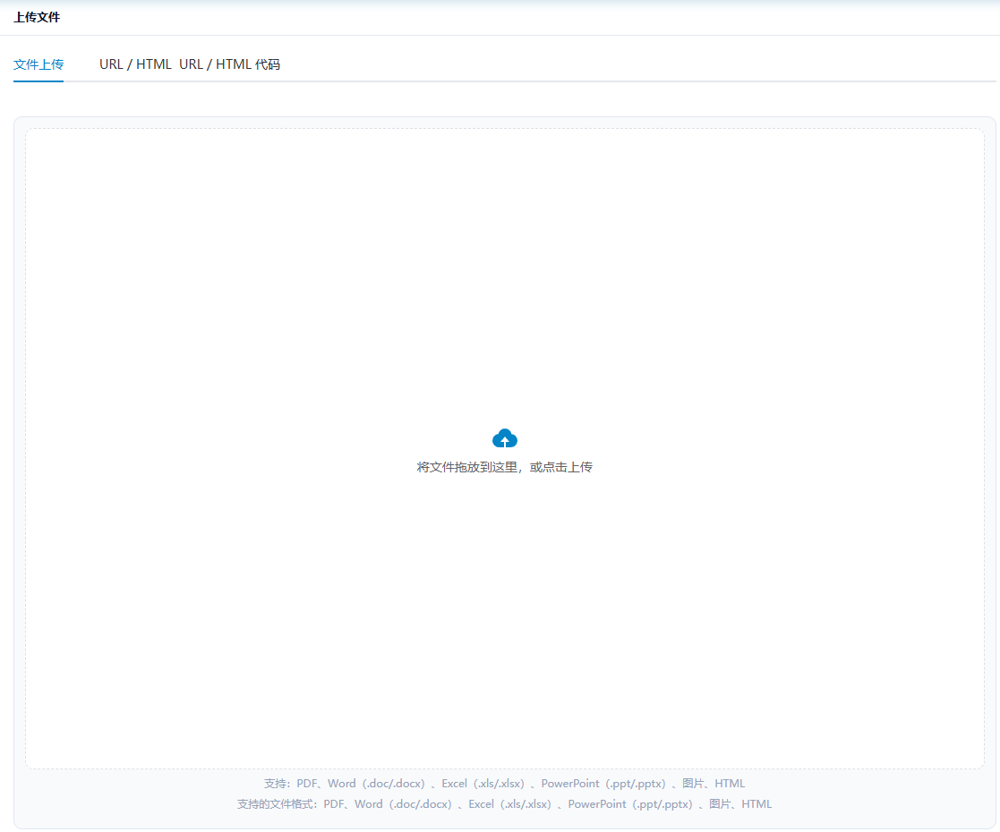 上传文件
文件上传 URL / HTML URL / HTML 代码
将文件拖放到这里，或点击上传
支持：PDF、Word（.doc/.docx）、Excel（.xls/.xlsx）、PowerPoint（.ppt/.pptx）、图片、HTML
支持的文件格式：PDF、Word（.doc/.docx）、Excel（.xls/.xlsx）、PowerPoint（.ppt/.pptx）、图片、HTML